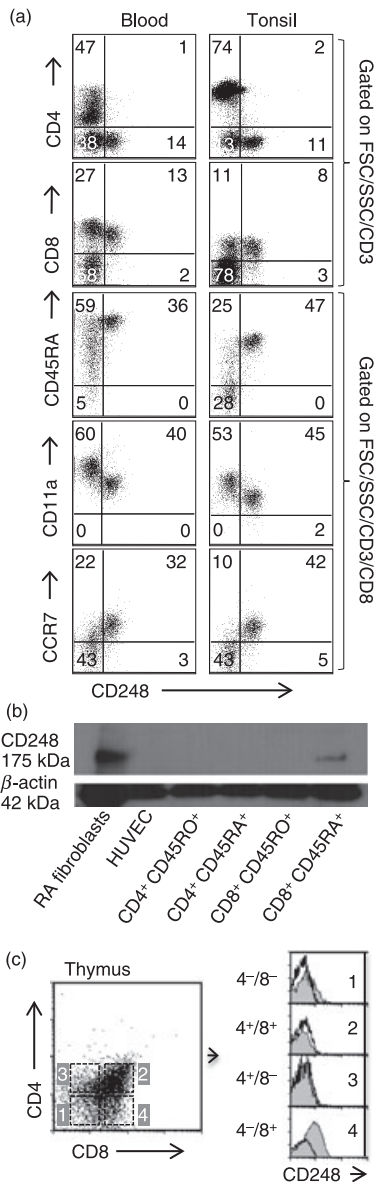 (a)
Blood Tonsil
CD4
47 1
38 14
74 2
3 11
CD8
27 13
58 2
11 8
78 3
Gated on FSC/SSC/CD3
CD45RA
59 36
5 0
25 47
28 0
CD11a
60 40
0 0
53 45
0 2
CCR7
22 32
43 3
10 42
43 5
Gated on FSC/SSC/CD3/CD8
CD248
(b)
CD248
175 kDa
β-actin
42 kDa
RA fibroblasts
HUVEC
CD4⁺ CD45RO⁺
CD4⁺ CD45RA⁺
CD8⁺ CD45RO⁺
CD8⁺ CD45RA⁺
(c)
Thymus
CD4
3 2
1 4
CD8
4⁻/8⁻ 1
4⁺/8⁺ 2
4⁺/8⁻ 3
4⁻/8⁺ 4
CD248